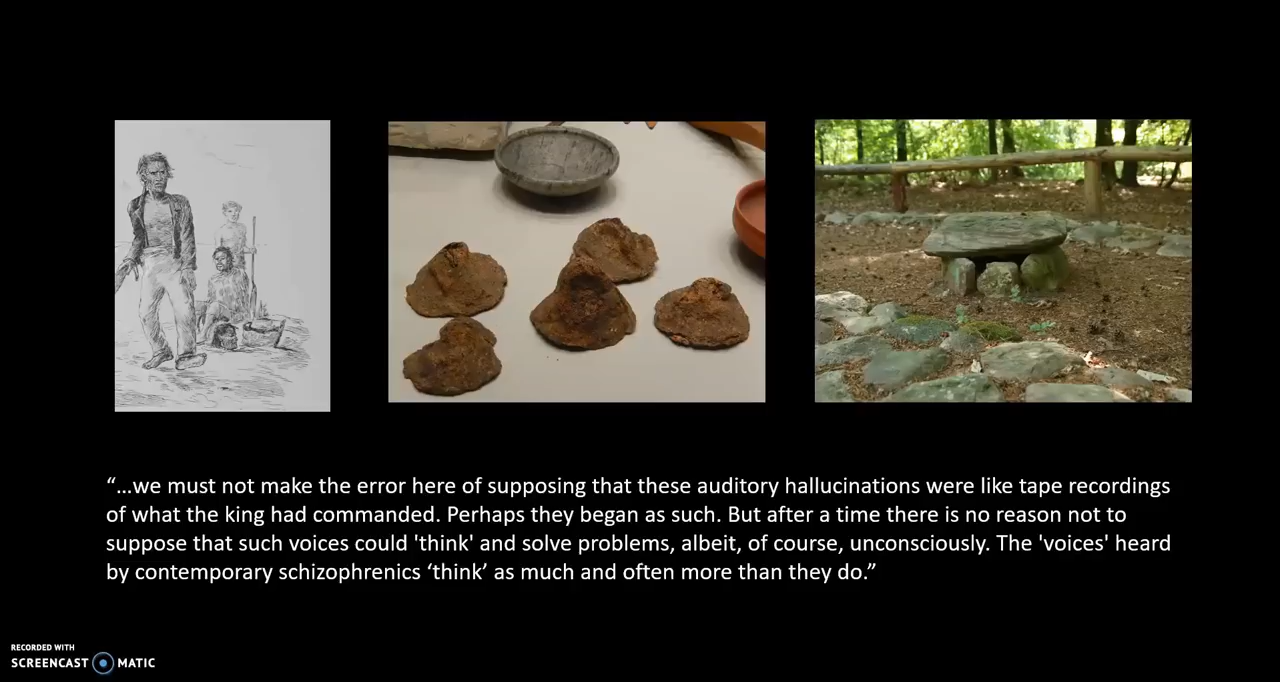 “...we must not make the error here of supposing that these auditory hallucinations were like tape recordings
of what the king had commanded. Perhaps they began as such. But after a time there is no reason not to
suppose that such voices could 'think' and solve problems, albeit, of course, unconsciously. The 'voices' heard
by contemporary schizophrenics ‘think’ as much and often more than they do.”
RECORDED WITH
SCREENCAST MATIC